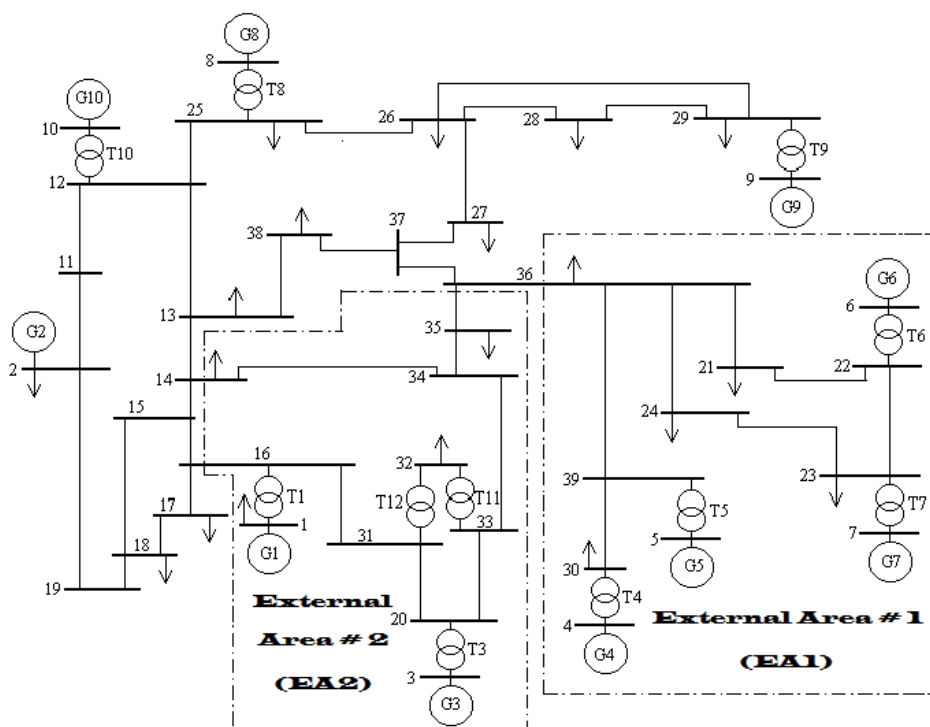 G8
8
T8
G10
10
T10
25
26
28
29
T9
9
G9
12
11
38
37
27
36
G6
6
T6
13
35
G2
2
14
34
21
22
15
24
16
32
T12
T11
33
T1
1
G1
31
39
T5
5
G5
23
T7
7
G7
17
18
19
30
T4
4
G4
20
T3
3
G3
External
Area # 2
(EA2)
External Area # 1
(EA1)